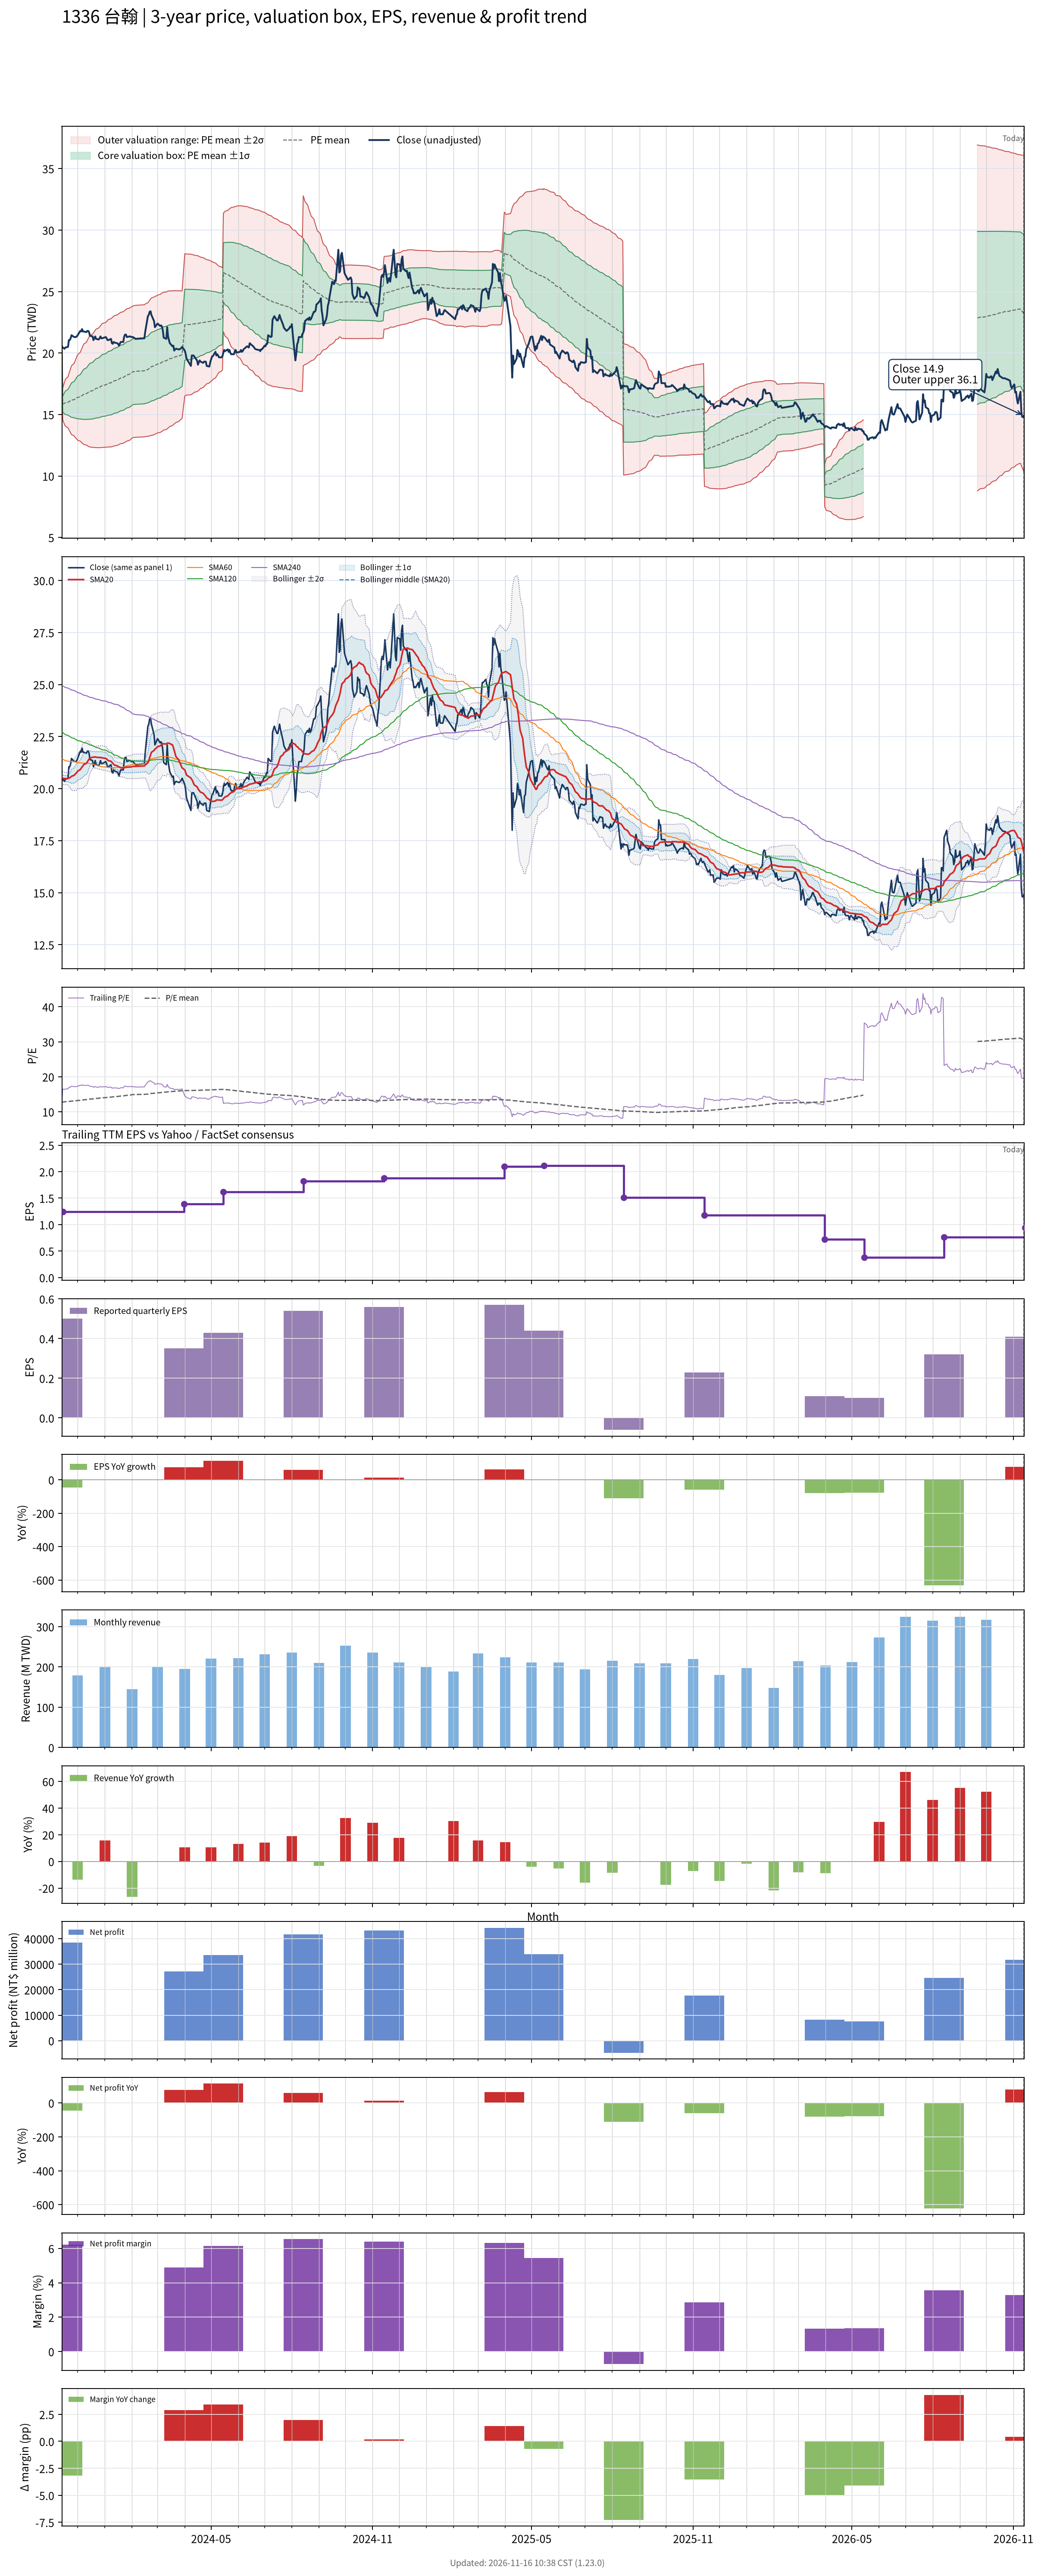 1336 台翰 | 3-year price, valuation box, EPS, revenue & profit trend
Outer valuation range: PE mean ±2σ
PE mean
Close (unadjusted)
Core valuation box: PE mean ±1σ
Today
35
30
25
20
15
10
5
Price (TWD)
Close 14.9
Outer upper 36.1
Close (same as panel 1)
SMA60
SMA240
Bollinger ±1σ
SMA20
SMA120
Bollinger ±2σ
Bollinger middle (SMA20)
30.0
27.5
25.0
22.5
20.0
17.5
15.0
12.5
Price
Trailing P/E
P/E mean
40
30
20
10
P/E
Trailing TTM EPS vs Yahoo / FactSet consensus
Today
2.5
2.0
1.5
1.0
0.5
0.0
EPS
Reported quarterly EPS
0.6
0.4
0.2
0.0
EPS
EPS YoY growth
0
-200
-400
-600
YoY (%)
Monthly revenue
300
200
100
0
Revenue (M TWD)
Revenue YoY growth
60
40
20
0
-20
YoY (%)
Month
Net profit
40000
30000
20000
10000
0
Net profit (NT$ million)
Net profit YoY
0
-200
-400
-600
YoY (%)
Net profit margin
6
4
2
0
Margin (%)
Margin YoY change
2.5
0.0
-2.5
-5.0
-7.5
Δ margin (pp)
2024-05
2024-11
2025-05
2025-11
2026-05
2026-11
Updated: 2026-11-16 10:38 CST (1.23.0)